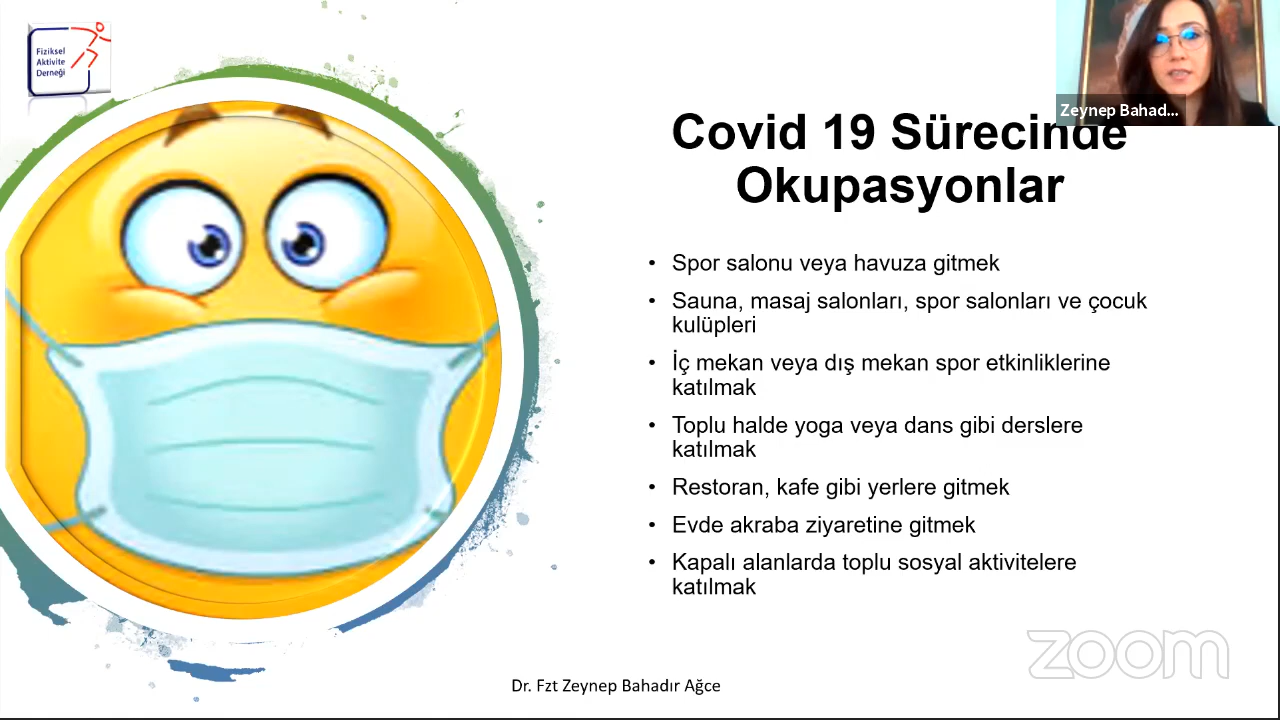 Fiziksel
Aktivite
Derneği
Zeynep Bahad...
Covid 19 Sürecinde
Okupasyonlar
• Spor salonu veya havuza gitmek
• Sauna, masaj salonları, spor salonları ve çocuk
kulüpleri
• İç mekan veya dış mekan spor etkinliklerine
katılmak
• Toplu halde yoga veya dans gibi derslere
katılmak
• Restoran, kafe gibi yerlere gitmek
• Evde akraba ziyaretine gitmek
• Kapalı alanlarda toplu sosyal aktivitelere
katılmak
zoom
Dr. Fzt Zeynep Bahadır Ağce